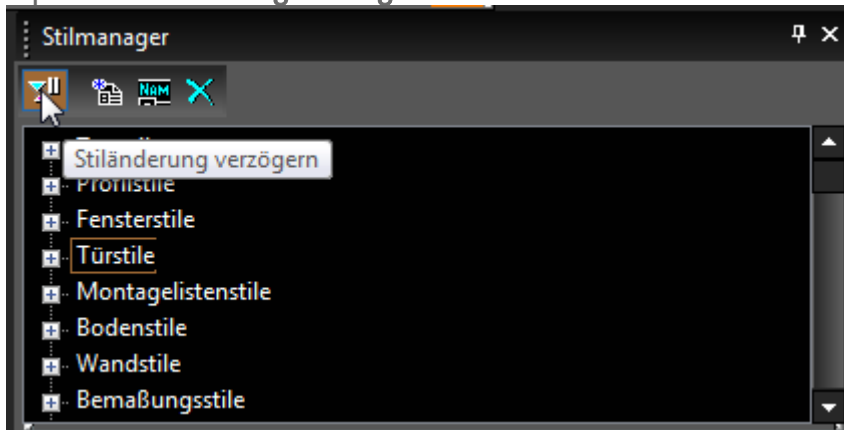 Stilmanager
NAM
Stiländerung verzögern
Profilstile
Fensterstile
Türstile
Montagelistenstile
Bodenstile
Wandstile
Bemaßungsstile